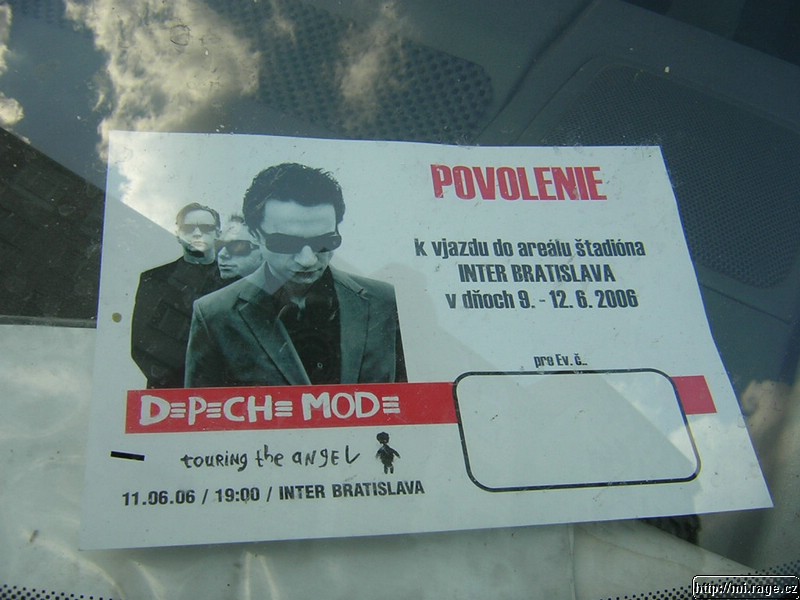 POVOLENIE
k vjazdu do areálu štadióna
INTER BRATISLAVA
v dňoch 9. - 12. 6. 2006
pre Ev. č..
DEPECHE MODE
touring the angel
11.06.06 / 19:00 / INTER BRATISLAVA
http://mi.rage.cz